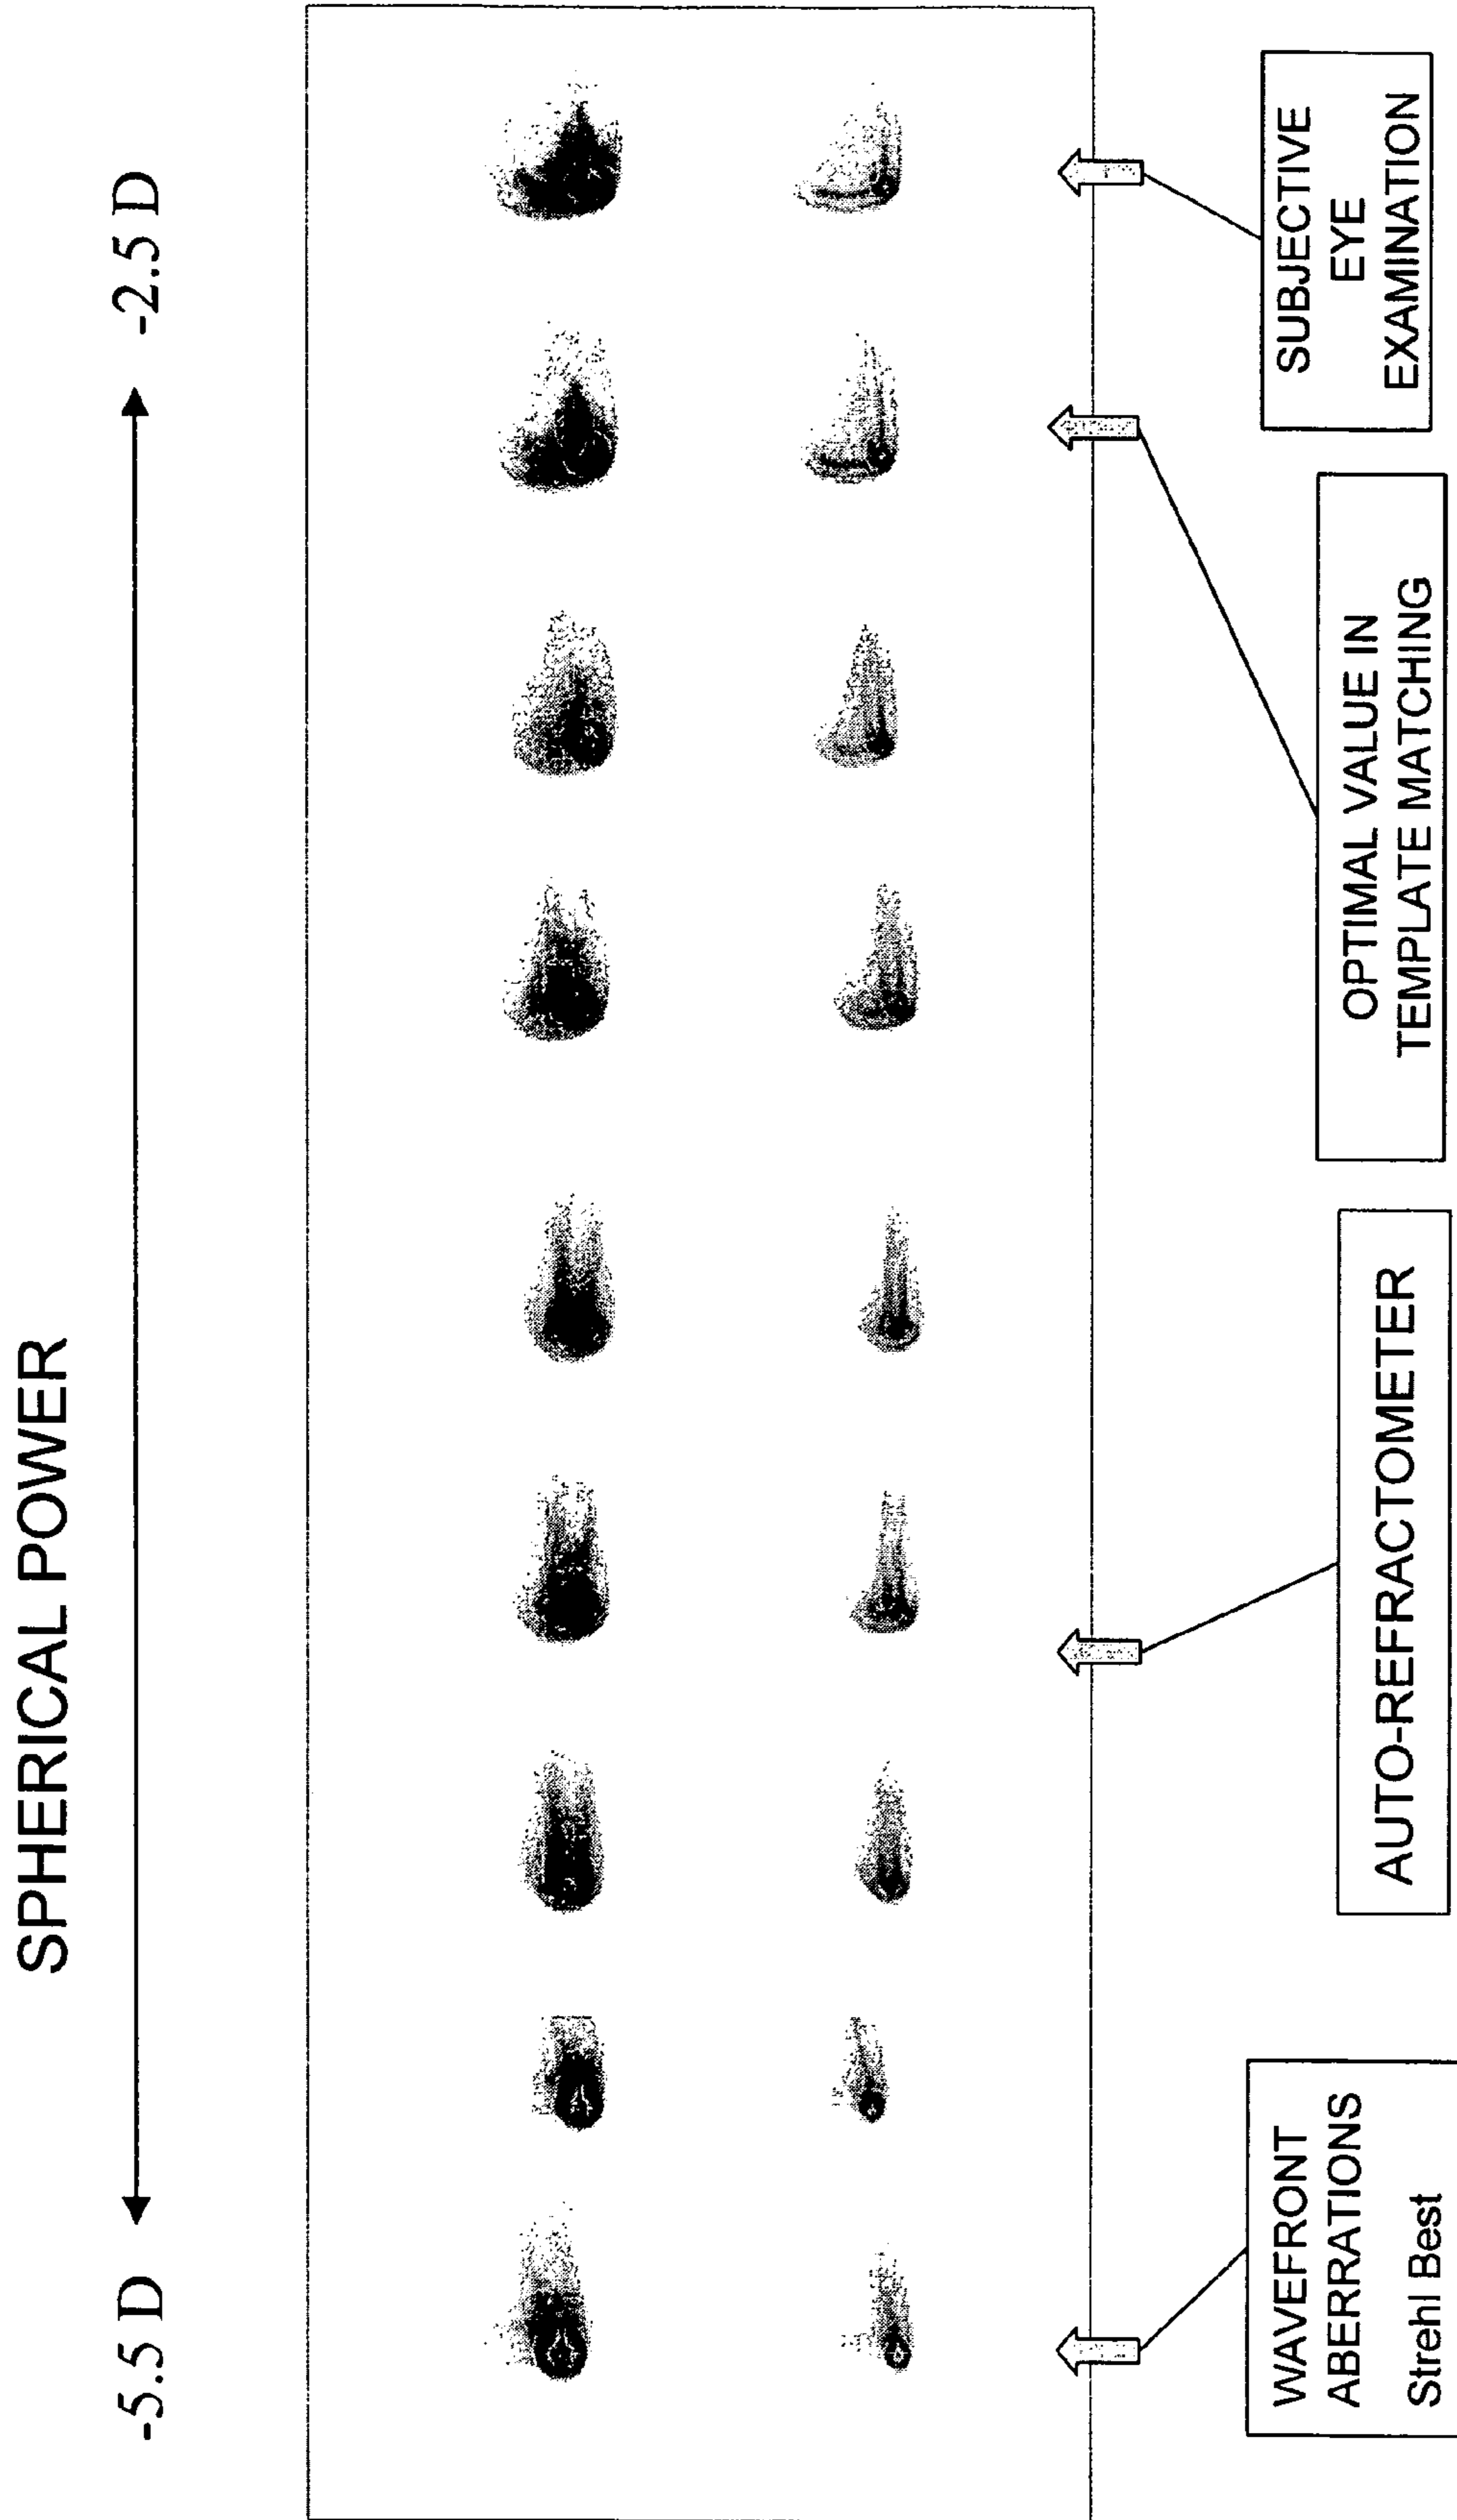 SPHERICAL POWER
-5.5 D
-2.5 D
WAVEFRONT
ABERRATIONS
Strehl Best
AUTO-REFRACTOMETER
OPTIMAL VALUE IN
TEMPLATE MATCHING
SUBJECTIVE
EYE
EXAMINATION